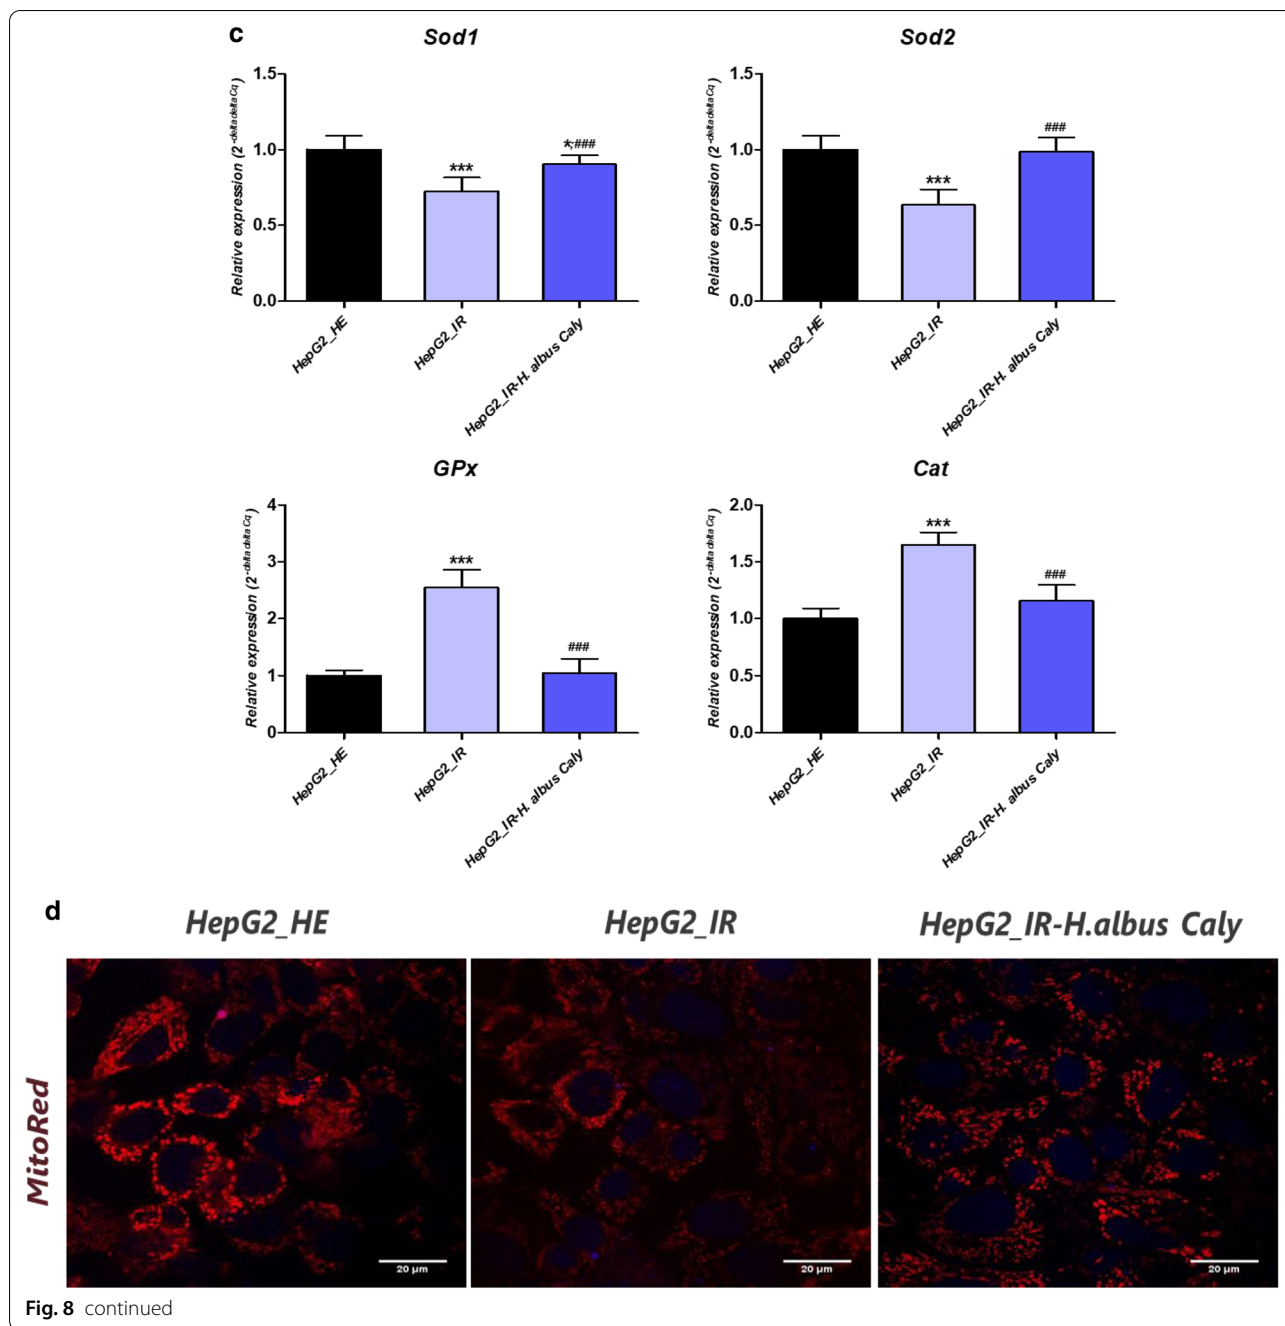 c
Sod1
Sod2
Relative expression (2^-delta delta Cq)
1.5
1.0
0.5
0.0
***
*;###
HepG2_HE
HepG2_IR
HepG2_IR-H. albus Caly
Relative expression (2^-delta delta Cq)
1.5
1.0
0.5
0.0
***
###
HepG2_HE
HepG2_IR
HepG2_IR-H. albus Caly
GPx
Cat
Relative expression (2^-delta delta Cq)
4
3
2
1
0
***
###
HepG2_HE
HepG2_IR
HepG2_IR-H. albus Caly
Relative expression (2^-delta delta Cq)
2.0
1.5
1.0
0.5
0.0
***
###
HepG2_HE
HepG2_IR
HepG2_IR-H. albus Caly
d
HepG2_HE
HepG2_IR
HepG2_IR-H.albus Caly
MitoRed
20 µm
20 µm
20 µm
Fig. 8 continued